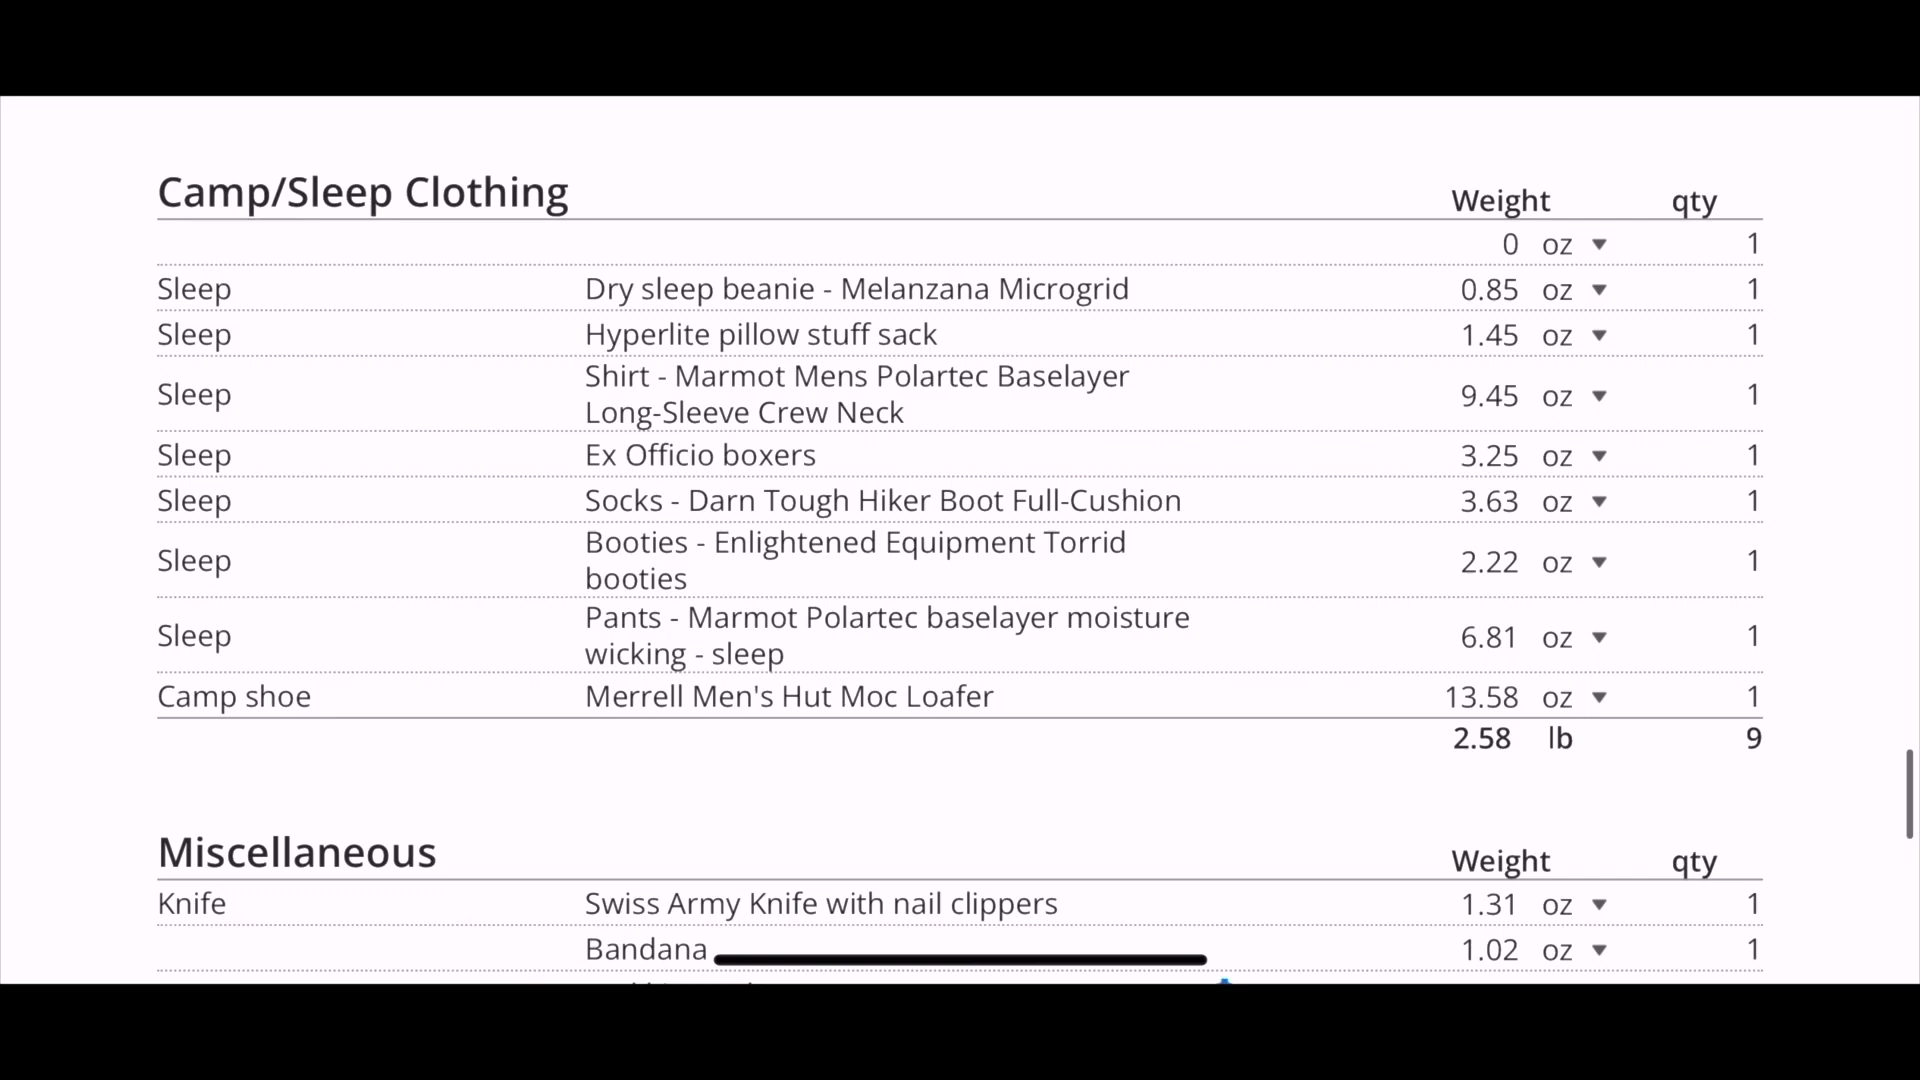 Camp/Sleep Clothing Weight qty
0 oz 1
Sleep Dry sleep beanie - Melanzana Microgrid 0.85 oz 1
Sleep Hyperlite pillow stuff sack 1.45 oz 1
Sleep Shirt - Marmot Mens Polartec Baselayer
Long-Sleeve Crew Neck 9.45 oz 1
Sleep Ex Officio boxers 3.25 oz 1
Sleep Socks - Darn Tough Hiker Boot Full-Cushion 3.63 oz 1
Sleep Booties - Enlightened Equipment Torrid
booties 2.22 oz 1
Sleep Pants - Marmot Polartec baselayer moisture
wicking - sleep 6.81 oz 1
Camp shoe Merrell Men's Hut Moc Loafer 13.58 oz 1
2.58 lb 9
Miscellaneous Weight qty
Knife Swiss Army Knife with nail clippers 1.31 oz 1
Bandana 1.02 oz 1